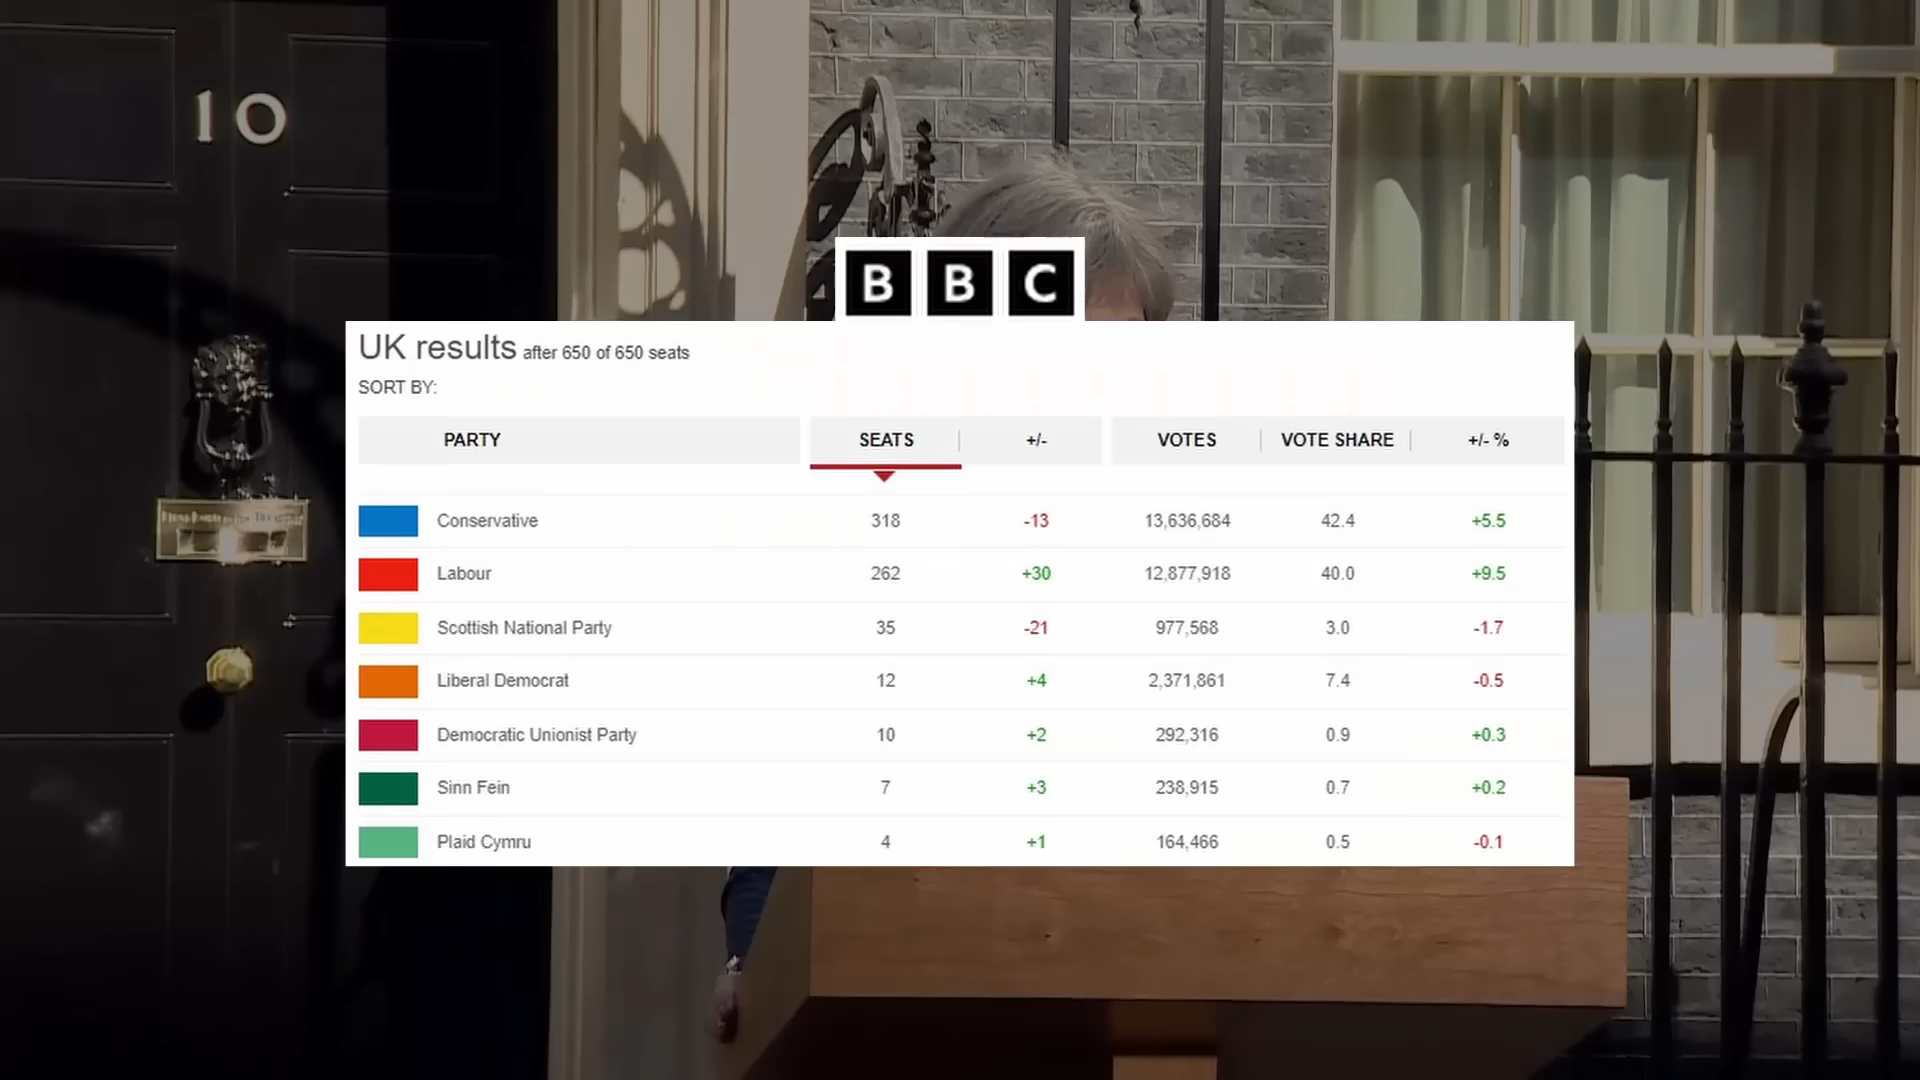 10
BBC
UK results after 650 of 650 seats
SORT BY:
PARTY SEATS +/- VOTES VOTE SHARE +/- %
Conservative 318 -13 13,636,684 42.4 +5.5
Labour 262 +30 12,877,918 40.0 +9.5
Scottish National Party 35 -21 977,568 3.0 -1.7
Liberal Democrat 12 +4 2,371,861 7.4 -0.5
Democratic Unionist Party 10 +2 292,316 0.9 +0.3
Sinn Fein 7 +3 238,915 0.7 +0.2
Plaid Cymru 4 +1 164,466 0.5 -0.1